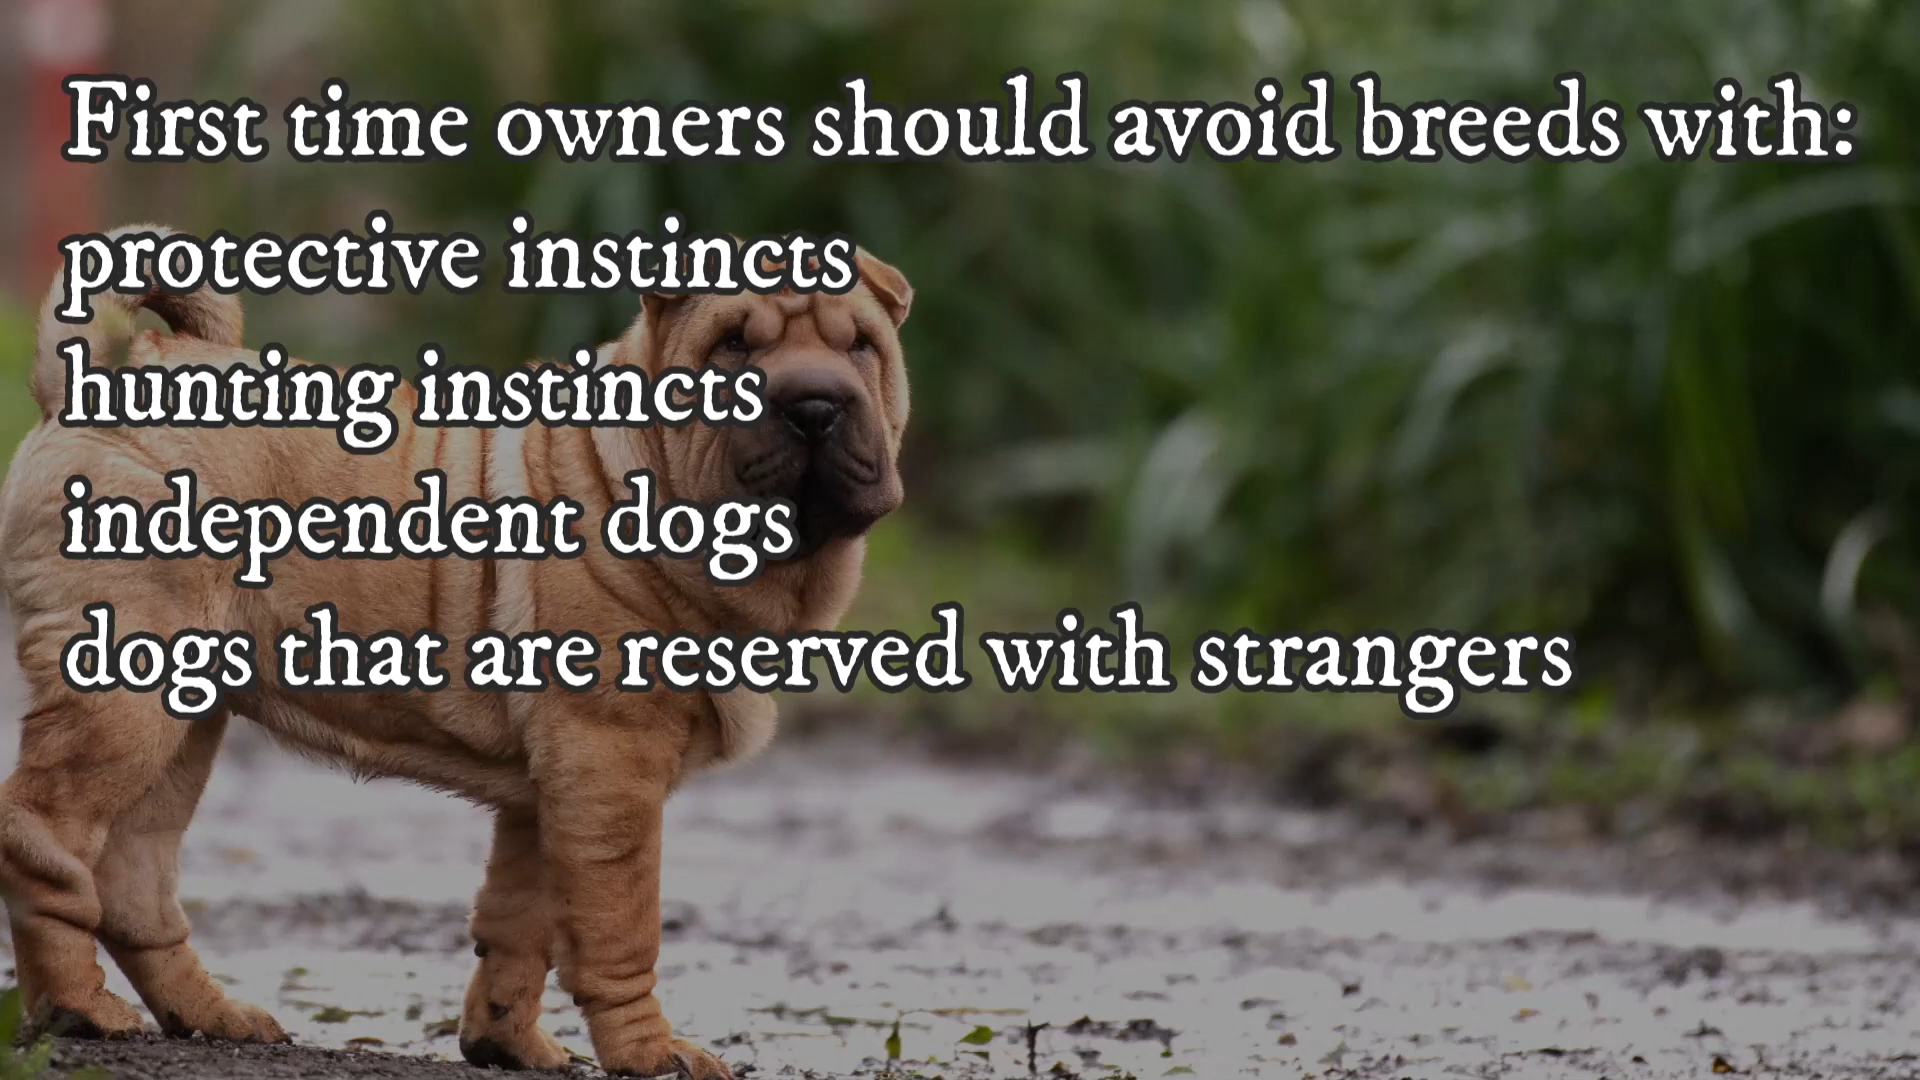 First time owners should avoid breeds with:
protective instincts
hunting instincts
independent dogs
dogs that are reserved with strangers